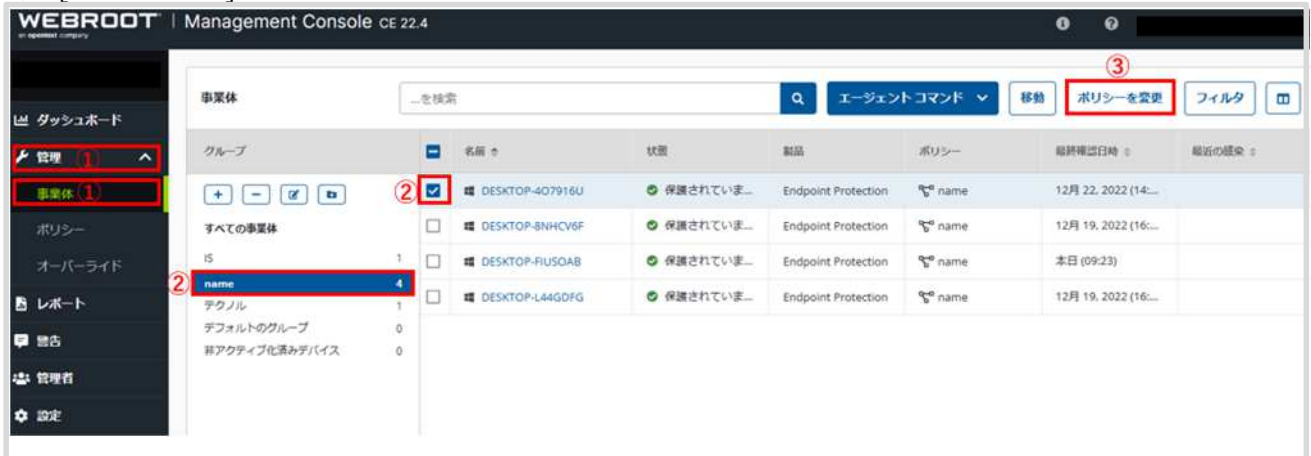 WEBROOT | Management Console CE 22.4
an opentext company
ダッシュボード
管理 ①
事業体 ①
ポリシー
オーバーライド
レポート
警告
管理者
設定
③
事業体 ...を検索 エージェントコマンド 移動 ポリシーを変更 フィルタ
グループ
すべての事業体
IS 1
② name 4
テクノル 1
デフォルトのグループ 0
非アクティブ化済みデバイス 0
名前 状態 製品 ポリシー 最終確認日時 最近の感染
② DESKTOP-4O7916U 保護されていま... Endpoint Protection name 12月 22, 2022 (14:...
DESKTOP-8NHCV6F 保護されていま... Endpoint Protection name 12月 19, 2022 (16:...
DESKTOP-FIUSOAB 保護されていま... Endpoint Protection name 本日 (09:23)
DESKTOP-L44GDFG 保護されていま... Endpoint Protection name 12月 19, 2022 (16:...